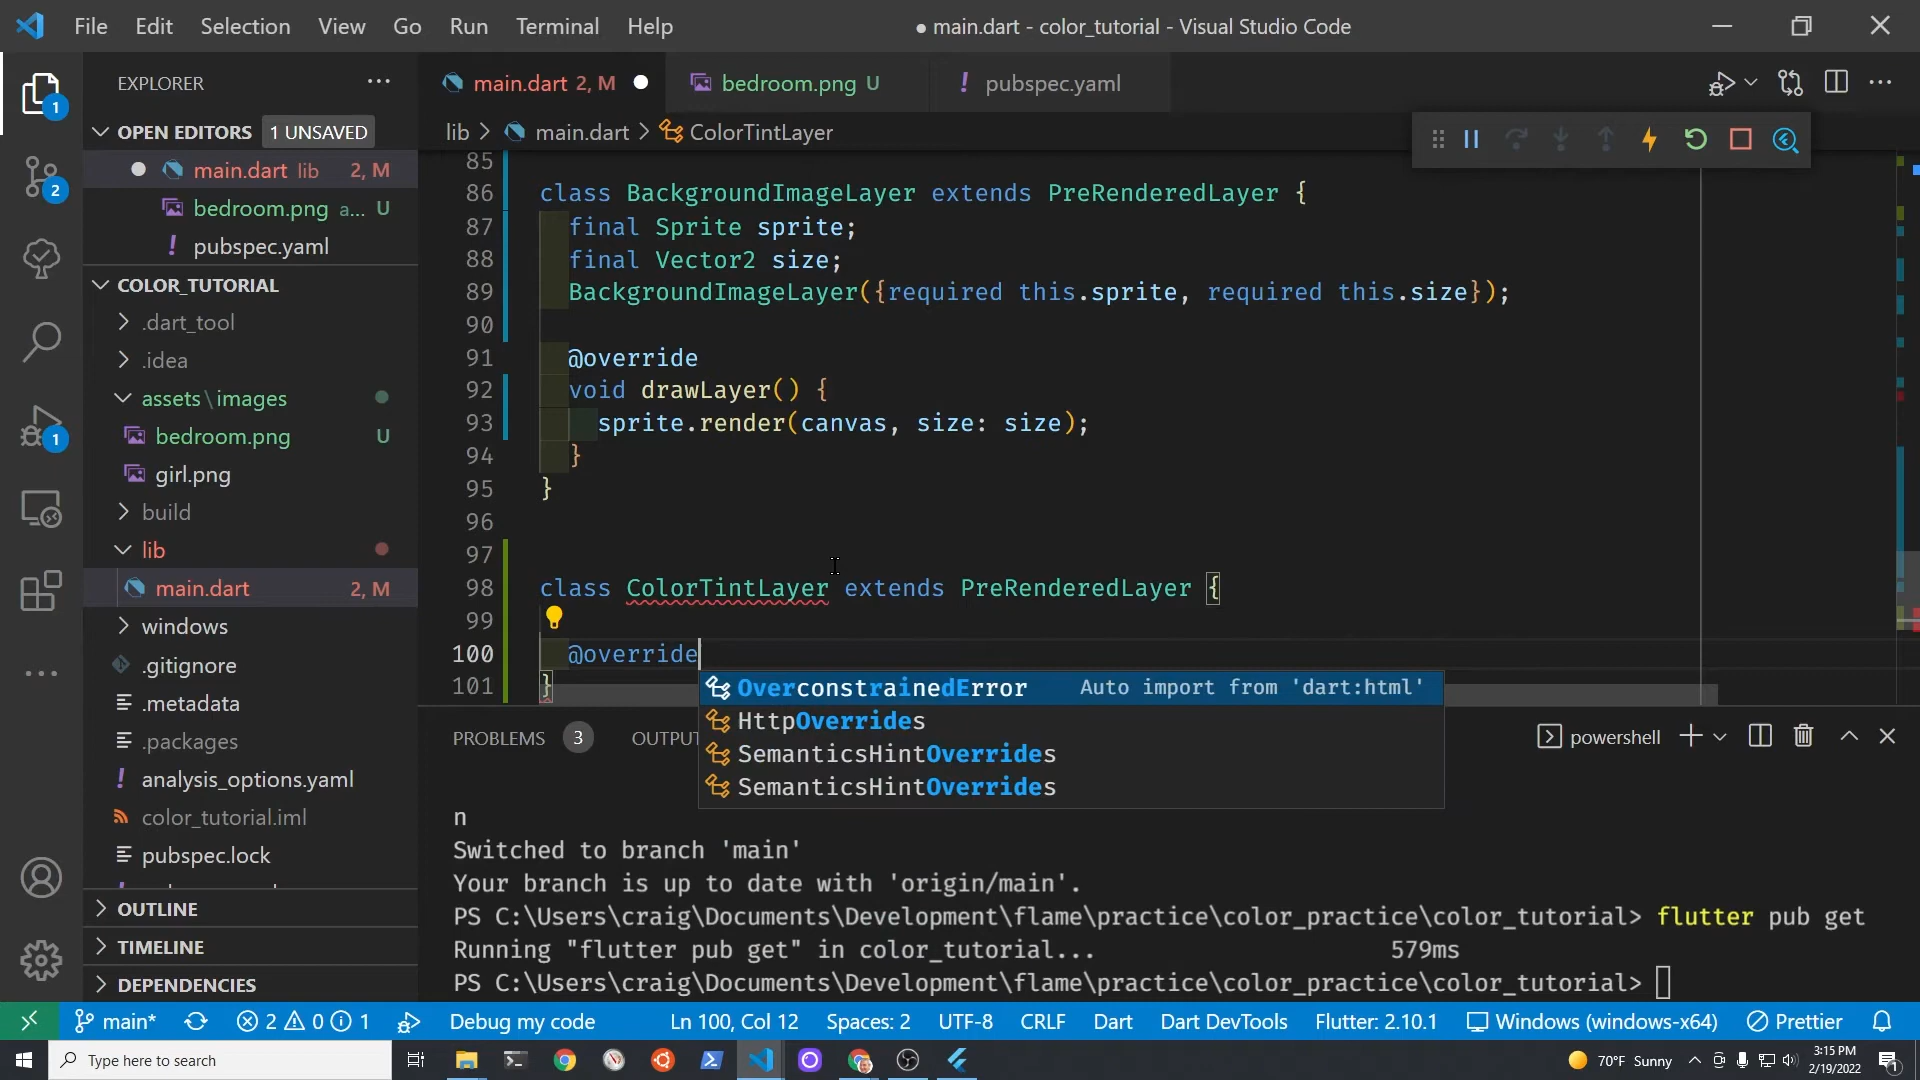 File Edit Selection View Go Run Terminal Help
● main.dart - color_tutorial - Visual Studio Code
EXPLORER
OPEN EDITORS 1 UNSAVED
main.dart lib 2, M
bedroom.png a... U
pubspec.yaml
COLOR_TUTORIAL
.dart_tool
.idea
assets\images
bedroom.png U
girl.png
build
lib
main.dart 2, M
windows
.gitignore
.metadata
.packages
analysis_options.yaml
color_tutorial.iml
pubspec.lock
OUTLINE
TIMELINE
DEPENDENCIES
1
2
1
main.dart 2, M
bedroom.png U
pubspec.yaml
lib > main.dart > ColorTintLayer
85
86 class BackgroundImageLayer extends PreRenderedLayer {
87 final Sprite sprite;
88 final Vector2 size;
89 BackgroundImageLayer({required this.sprite, required this.size});
90
91 @override
92 void drawLayer() {
93 sprite.render(canvas, size: size);
94 }
95 }
96
97
98 class ColorTintLayer extends PreRenderedLayer {
99
100 @override
101 }
OverconstrainedError Auto import from 'dart:html'
HttpOverrides
SemanticsHintOverrides
SemanticsHintOverrides
PROBLEMS 3 OUTPUT
powershell
n
Switched to branch 'main'
Your branch is up to date with 'origin/main'.
PS C:\Users\craig\Documents\Development\flame\practice\color_practice\color_tutorial> flutter pub get
Running "flutter pub get" in color_tutorial... 579ms
PS C:\Users\craig\Documents\Development\flame\practice\color_practice\color_tutorial>
main* 2 0 1 Debug my code Ln 100, Col 12 Spaces: 2 UTF-8 CRLF Dart Dart DevTools Flutter: 2.10.1 Windows (windows-x64) Prettier
Type here to search
70°F Sunny
3:15 PM
2/19/2022
1